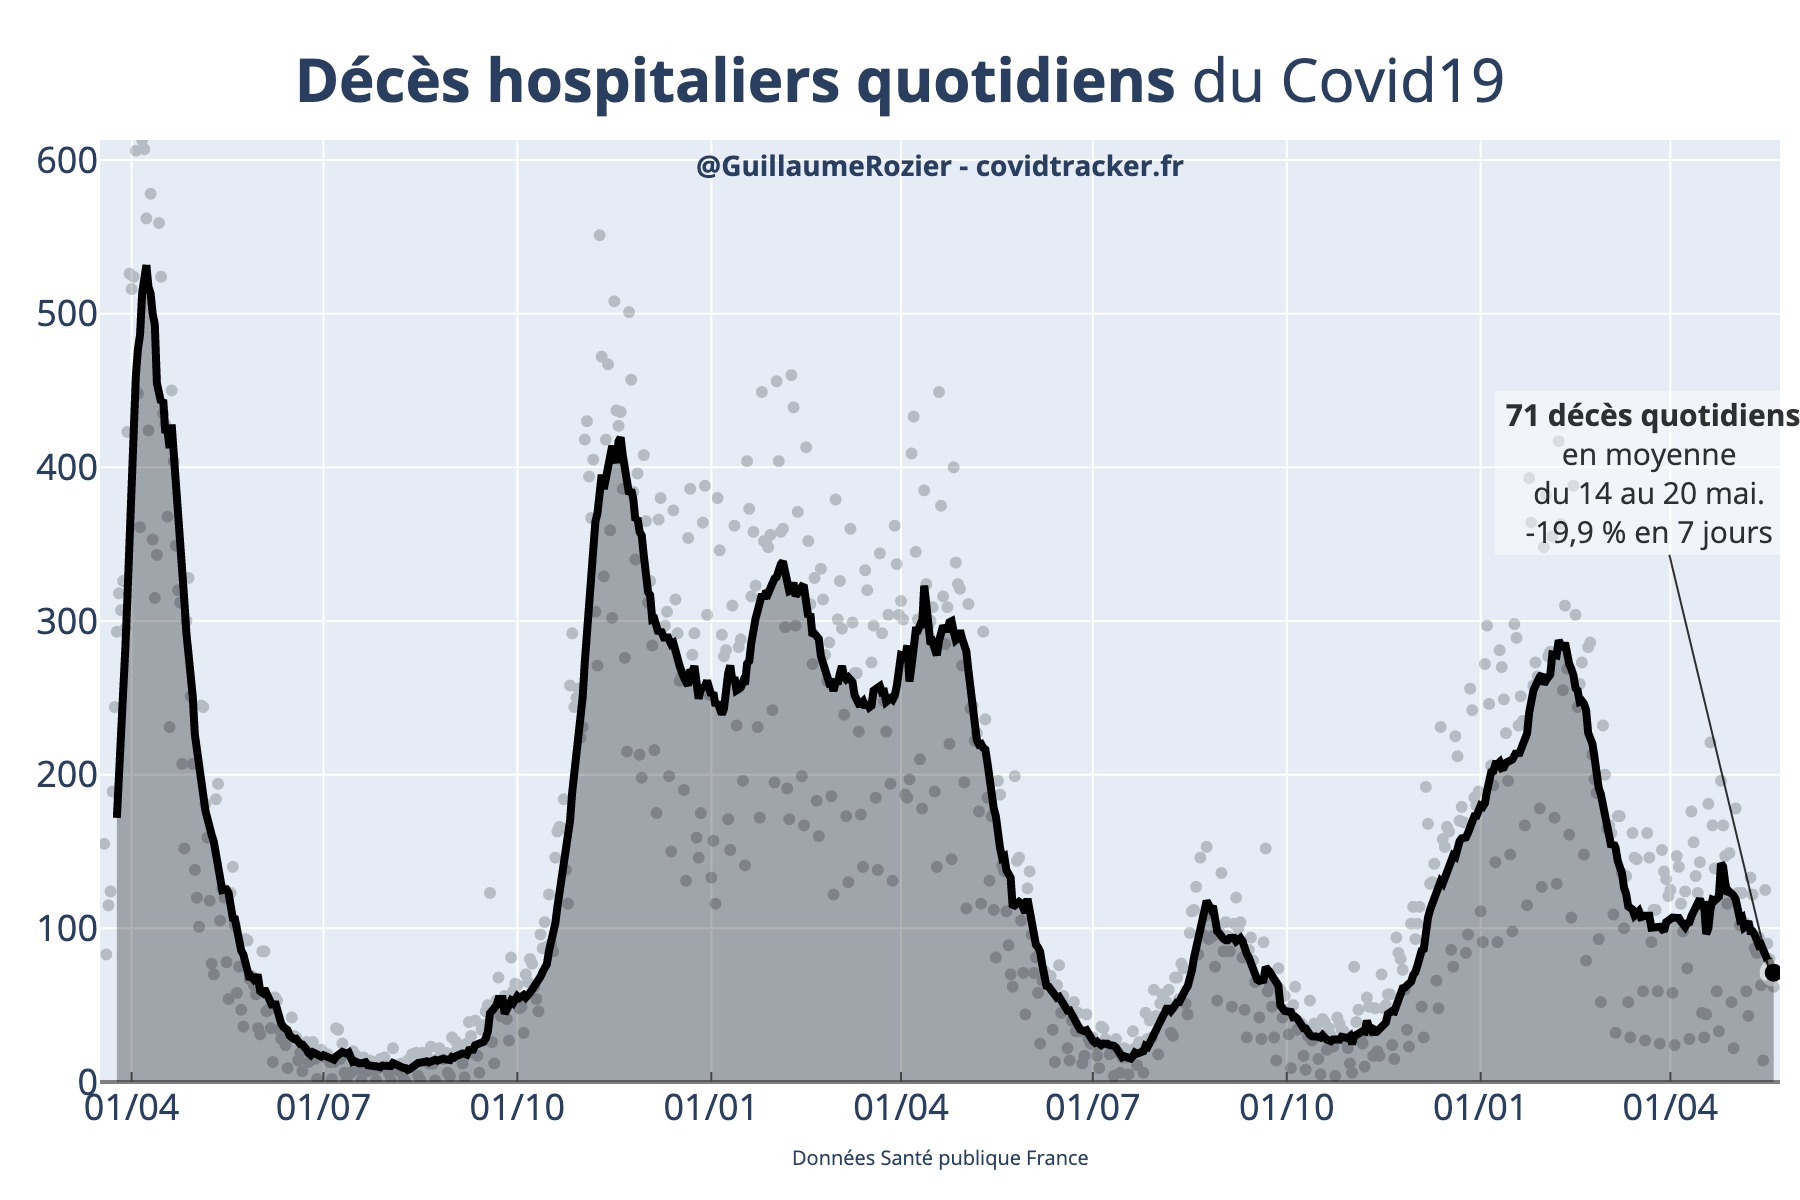 Décès hospitaliers quotidiens du Covid19
@GuillaumeRozier - covidtracker.fr
600
500
400
300
200
100
0
71 décès quotidiens
en moyenne
du 14 au 20 mai.
-19,9 % en 7 jours
01/04 01/07 01/10 01/01 01/04 01/07 01/10 01/01 01/04
Données Santé publique France